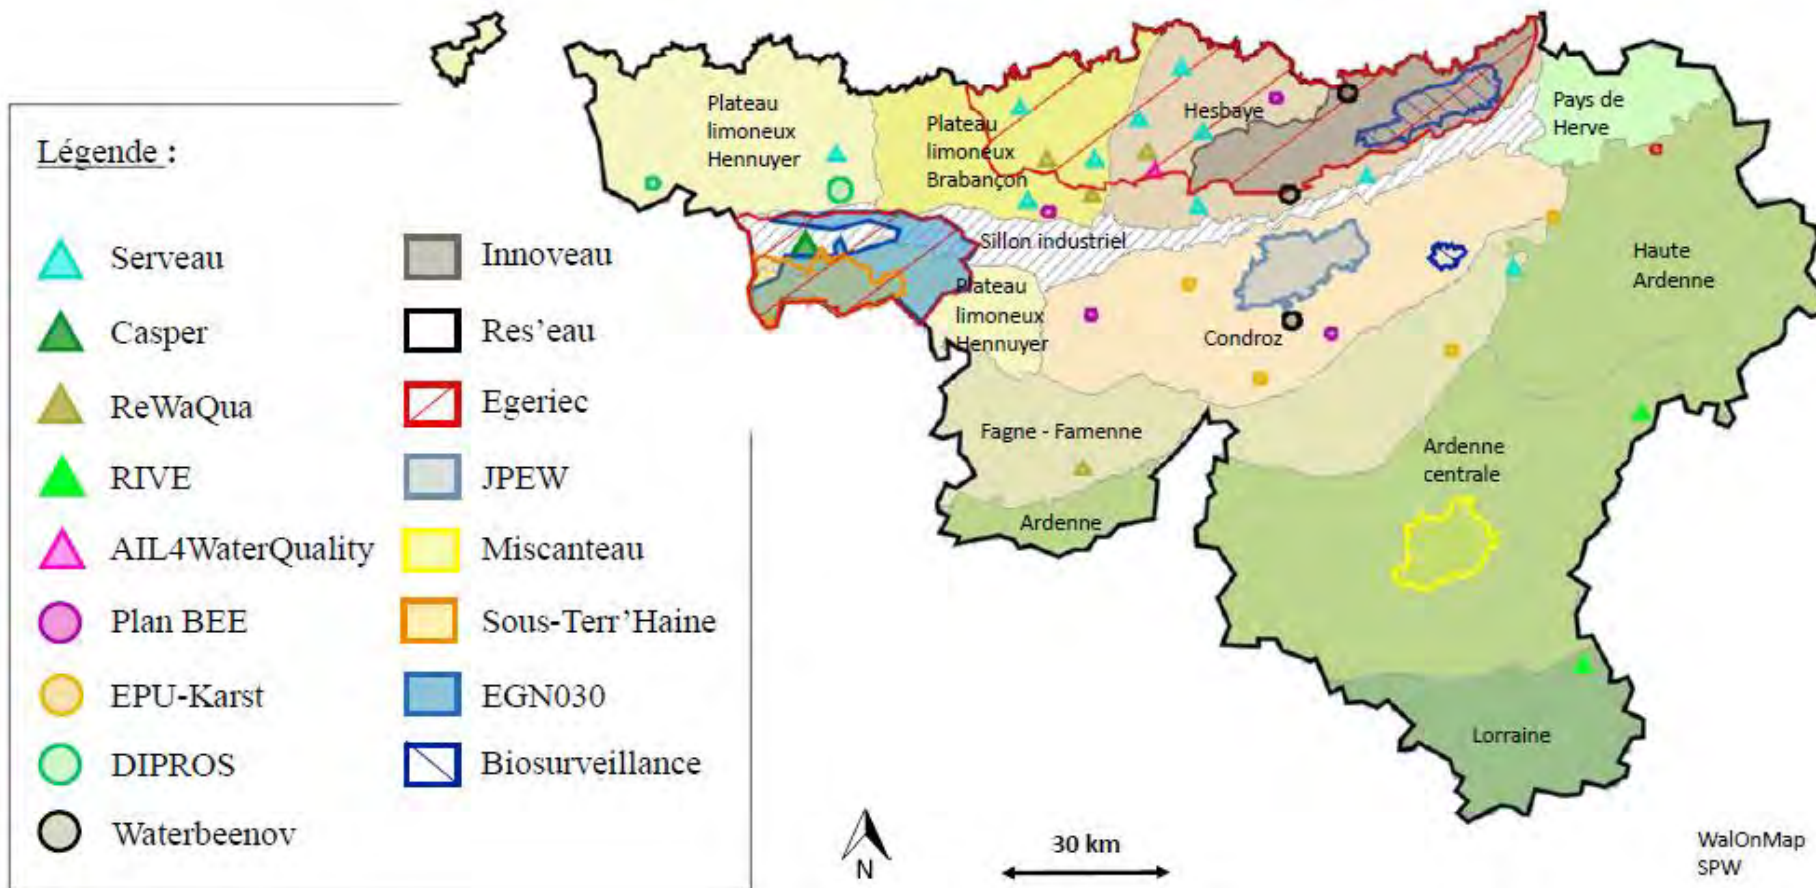 Légende :
Serveau
Casper
ReWaQua
RIVE
AIL4WaterQuality
Plan BEE
EPU-Karst
DIPROS
Waterbeenov
Innoveau
Res'eau
Egeriec
JPEW
Miscanteau
Sous-Terr'Haine
EGN030
Biosurveillance
Plateau
limoneux
Hennuyer
Plateau
limoneux
Brabançon
Hesbaye
Pays de
Herve
Sillon industriel
Plateau
limoneux
Hennuyer
Condroz
Haute
Ardenne
Fagne - Famenne
Ardenne
centrale
Ardenne
Lorraine
N
30 km
WalOnMap
SPW